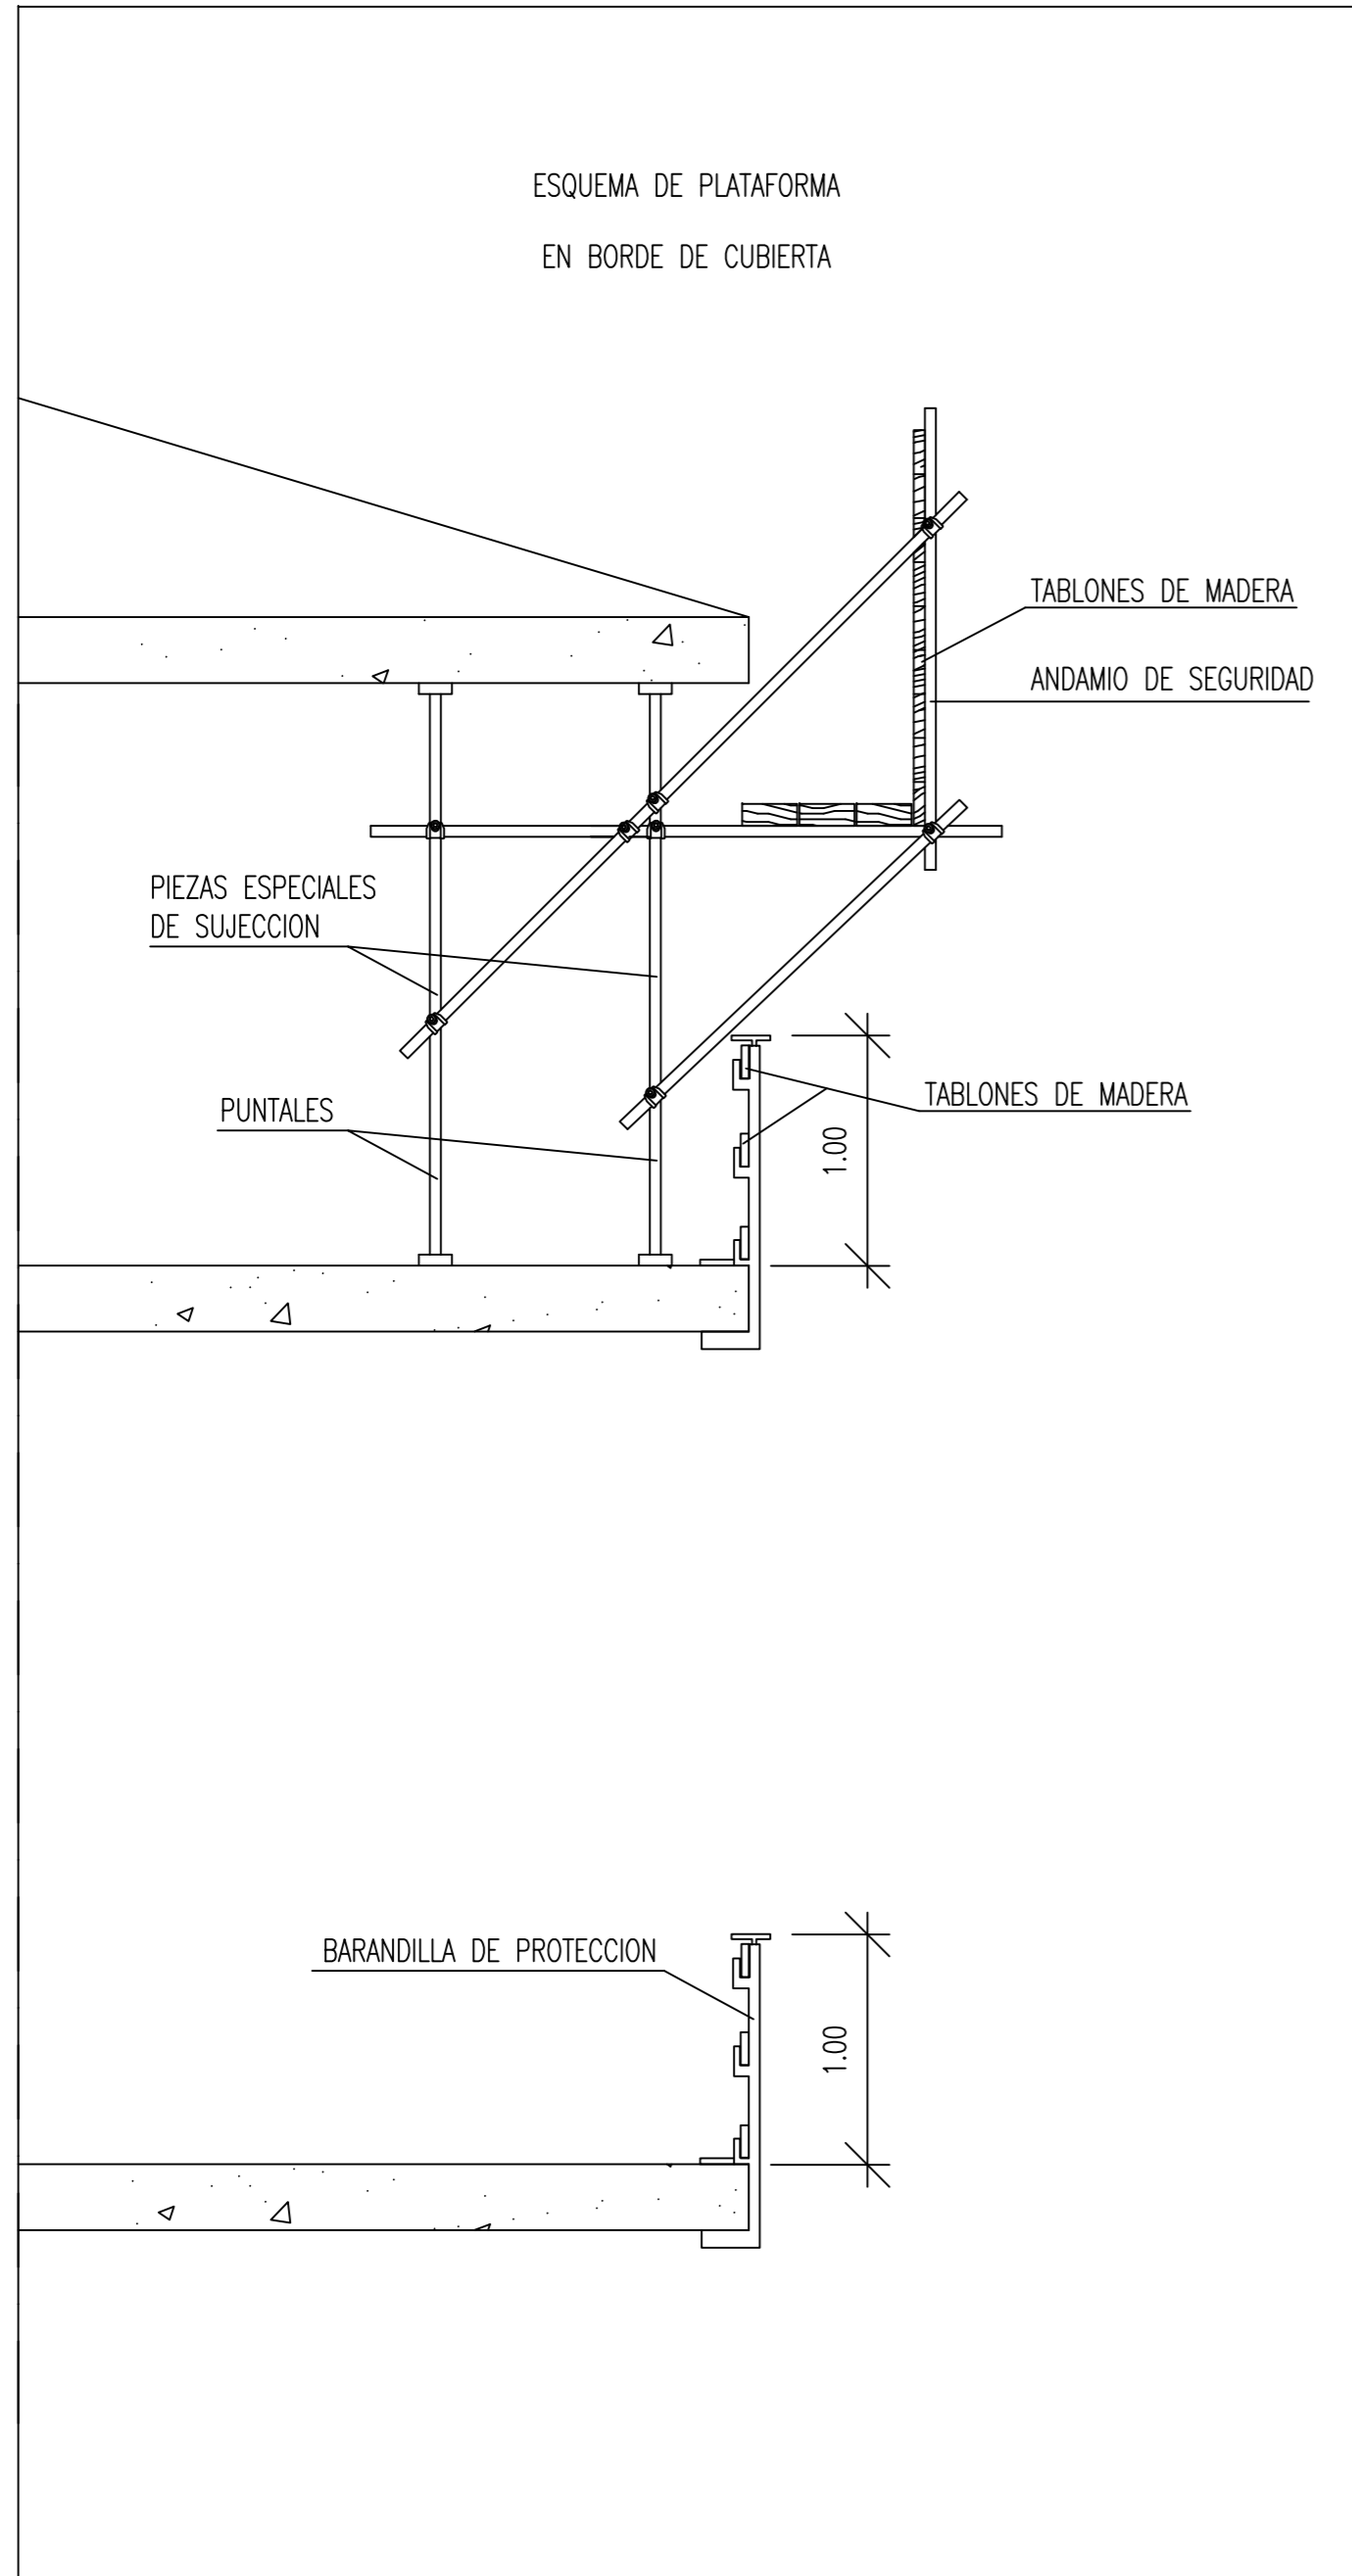 ESQUEMA DE PLATAFORMA
EN BORDE DE CUBIERTA
TABLONES DE MADERA
ANDAMIO DE SEGURIDAD
PIEZAS ESPECIALES
DE SUJECCION
PUNTALES
TABLONES DE MADERA
1.00
BARANDILLA DE PROTECCION
1.00